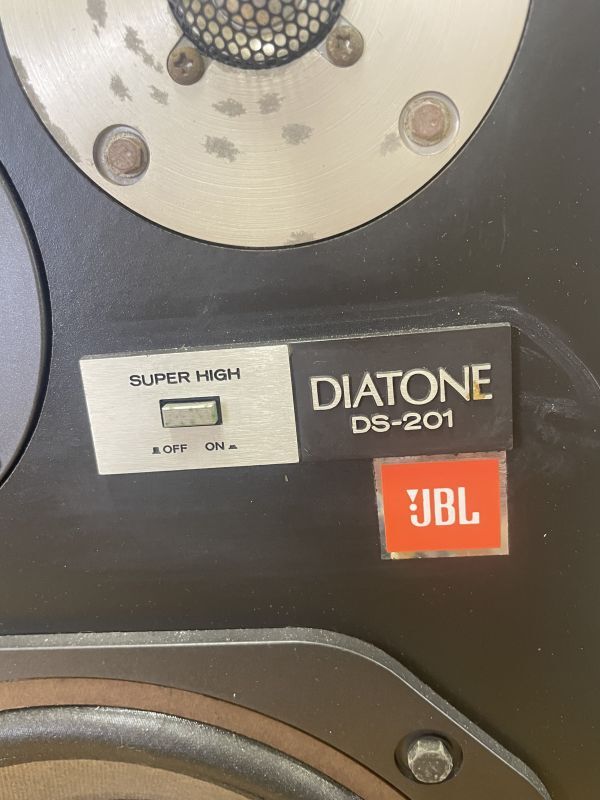 SUPER HIGH
OFF ON
DIATONE
DS-201
JBL